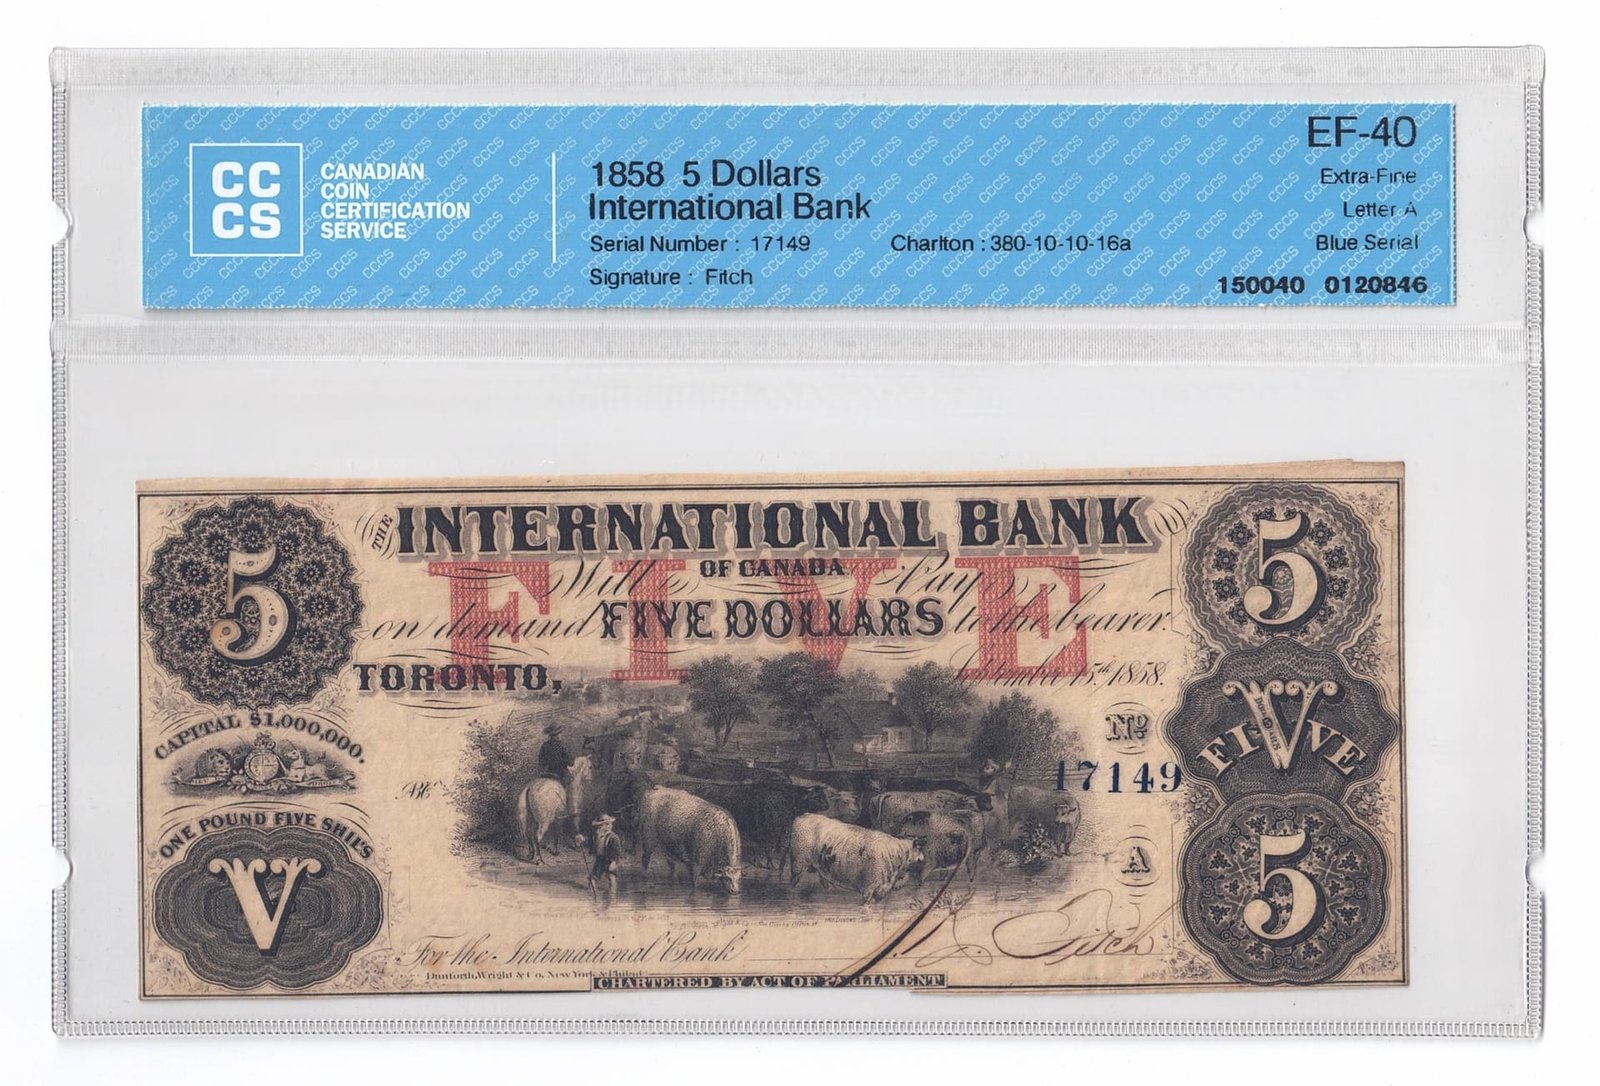 CC
CS
CANADIAN
COIN
CERTIFICATION
SERVICE
1858 5 Dollars
International Bank
Serial Number : 17149 Charlton : 380-10-10-16a
Signature : Fitch
EF-40
Extra-Fine
Letter A
Blue Serial
150040 0120846
THE INTERNATIONAL BANK
OF CANADA
FIVE
Will Pay
on demand FIVE DOLLARS to the bearer.
TORONTO, September 15th, 1858.
5
5
CAPITAL $1,000,000.
No
17149
FIVE
V
ONE POUND FIVE SHIL'S
V
A
5
For the International Bank
Fitch
Danforth, Wright & Co. New York & Philad
CHARTERED BY ACT OF PARLIAMENT